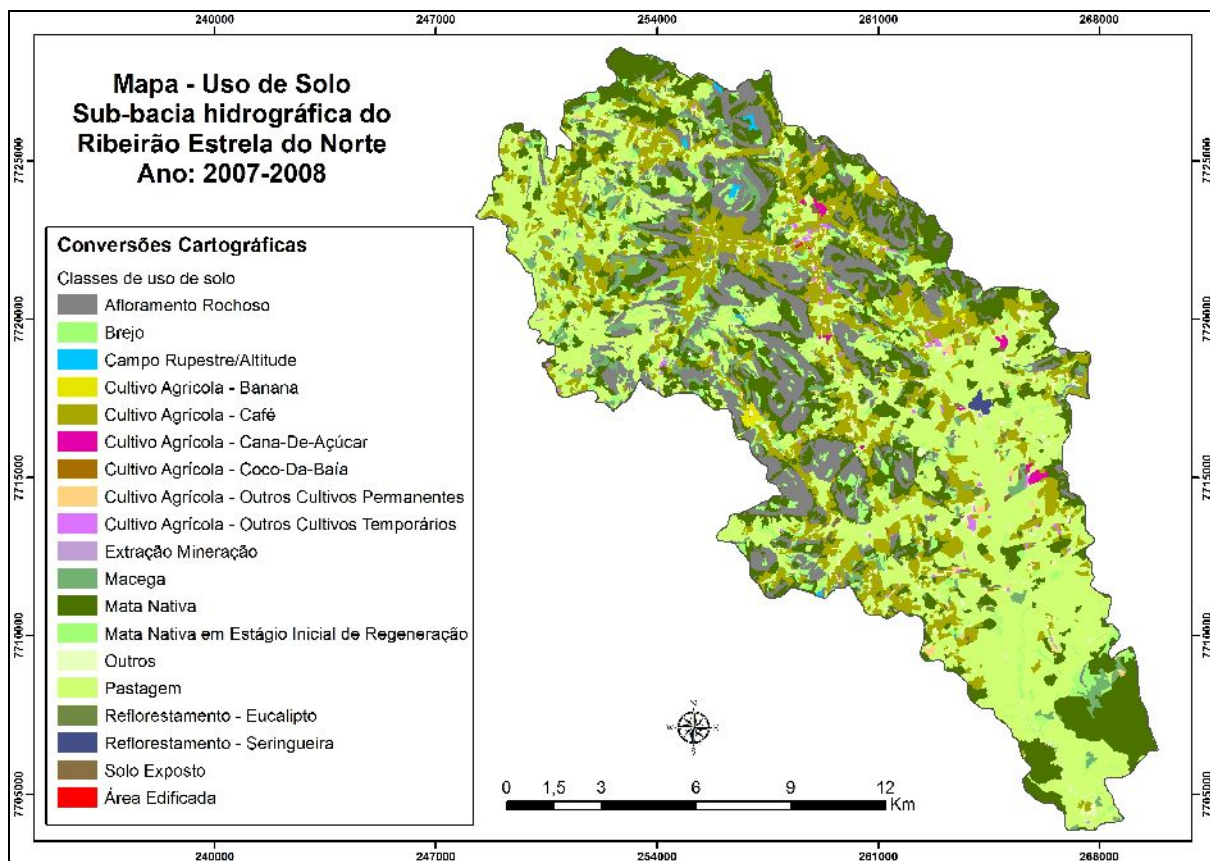 240000 247000 254000 261000 268000
Mapa - Uso de Solo
Sub-bacia hidrográfica do
Ribeirão Estrela do Norte
Ano: 2007-2008
7725000 7725000
Conversões Cartográficas
Classes de uso de solo
Afloramento Rochoso
Brejo
7720000 7720000
Campo Rupestre/Altitude
Cultivo Agrícola - Banana
Cultivo Agrícola - Café
Cultivo Agrícola - Cana-De-Açúcar
Cultivo Agrícola - Coco-Da-Baía
7715000 7715000
Cultivo Agrícola - Outros Cultivos Permanentes
Cultivo Agrícola - Outros Cultivos Temporários
Extração Mineração
Macega
Mata Nativa
Mata Nativa em Estágio Inicial de Regeneração
7710000 7710000
Outros
Pastagem
Reflorestamento - Eucalipto
Reflorestamento - Seringueira
Solo Exposto
Área Edificada
N
W E
S
0 1,5 3 6 9 12
Km
7705000 7705000
240000 247000 254000 261000 268000